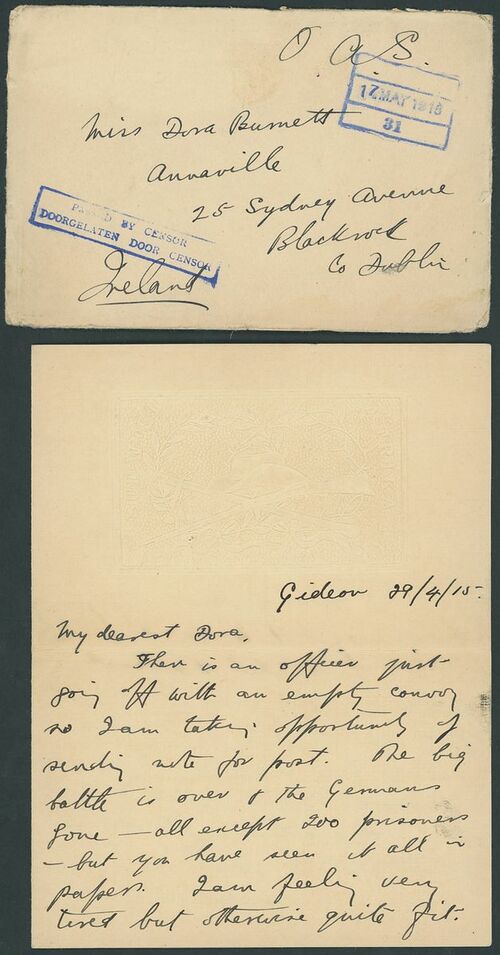 O A.S.
17 MAY 1915
31
Miss Dora Burnett
Annaville
25 Sydney Avenue
Blackrock
Co Dublin
PASSED BY CENSOR
DOORGELATEN DOOR CENSOR
Ireland
Gideon 29/4/15.
My dearest Dora,
There is an officer just
going off with an empty convoy
so I am taking opportunity of
sending note for post. The big
battle is over & the Germans
gone — all except 200 prisoners
- but you have seen it all in
papers. I am feeling very
tired but otherwise quite fit.